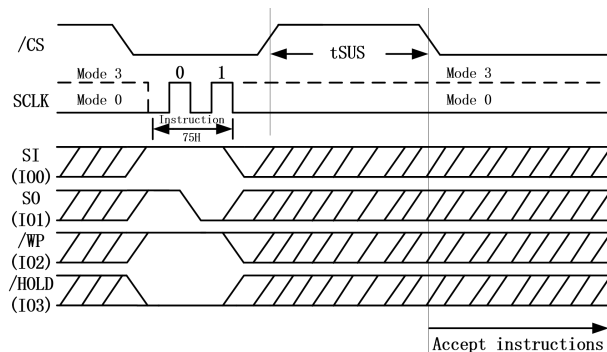 /CS
tSUS
Mode 3
0 1
Mode 3
SCLK
Mode 0
Mode 0
Instruction
75H
SI
(IO0)
SO
(IO1)
/WP
(IO2)
/HOLD
(IO3)
Accept instructions